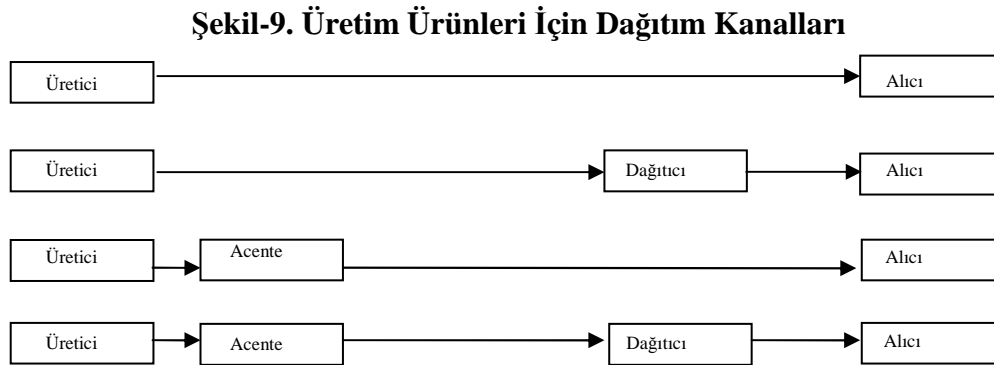 Şekil-9. Üretim Ürünleri İçin Dağıtım Kanalları
Üretici Alıcı
Üretici Dağıtıcı Alıcı
Üretici Acente Alıcı
Üretici Acente Dağıtıcı Alıcı